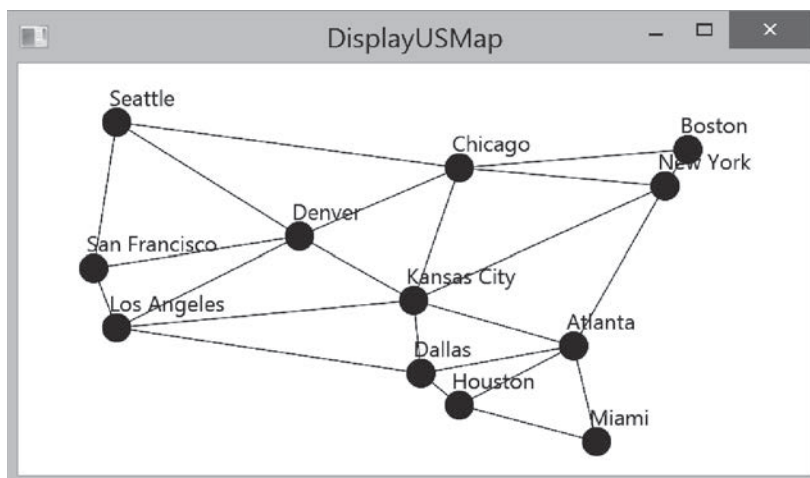 DisplayUSMap
Seattle
Boston
Chicago
New York
Denver
San Francisco
Kansas City
Los Angeles
Atlanta
Dallas
Houston
Miami